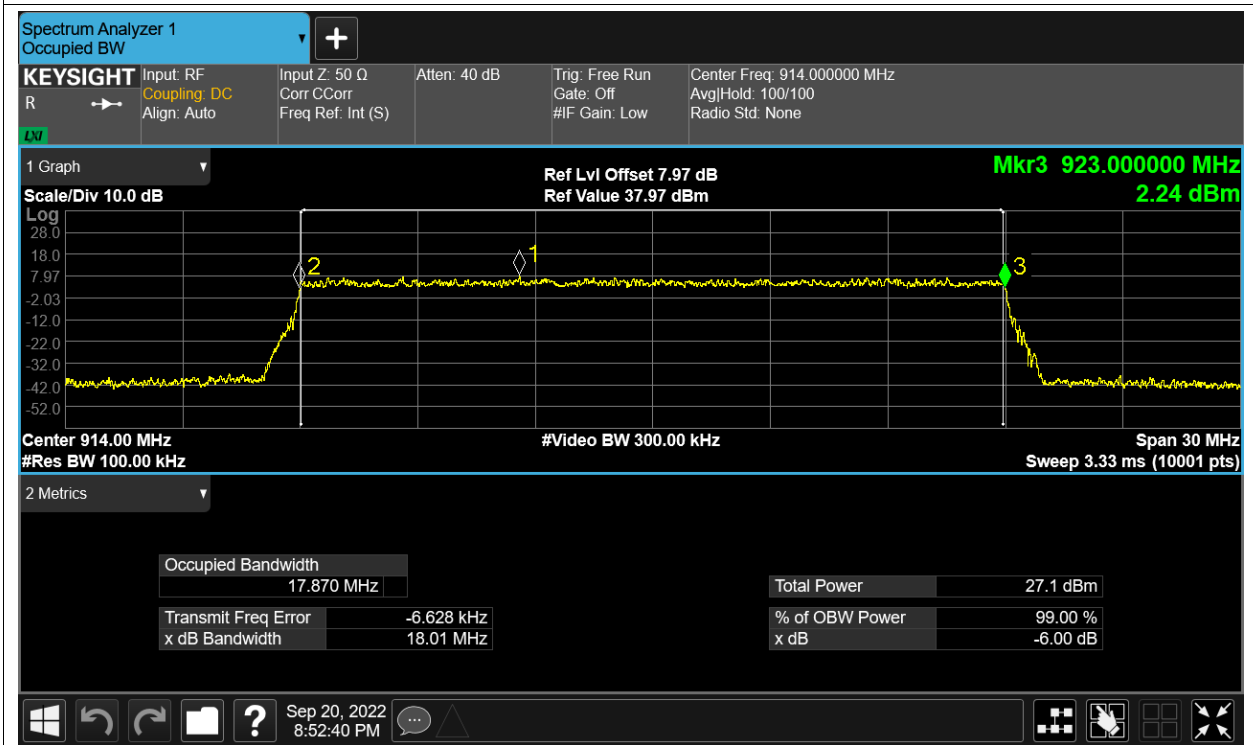 Spectrum Analyzer 1
Occupied BW
KEYSIGHT
R
LXI
Input: RF
Coupling: DC
Align: Auto
Input Z: 50 Ω
Corr CCorr
Freq Ref: Int (S)
Atten: 40 dB
Trig: Free Run
Gate: Off
#IF Gain: Low
Center Freq: 914.000000 MHz
Avg|Hold: 100/100
Radio Std: None
1 Graph
Scale/Div 10.0 dB
Ref Lvl Offset 7.97 dB
Ref Value 37.97 dBm
Mkr3 923.000000 MHz
2.24 dBm
Log
28.0
18.0
7.97
-2.03
-12.0
-22.0
-32.0
-42.0
-52.0
2
1
3
Center 914.00 MHz
#Res BW 100.00 kHz
#Video BW 300.00 kHz
Span 30 MHz
Sweep 3.33 ms (10001 pts)
2 Metrics
Occupied Bandwidth
17.870 MHz
Transmit Freq Error -6.628 kHz
x dB Bandwidth 18.01 MHz
Total Power 27.1 dBm
% of OBW Power 99.00 %
x dB -6.00 dB
?
Sep 20, 2022
8:52:40 PM